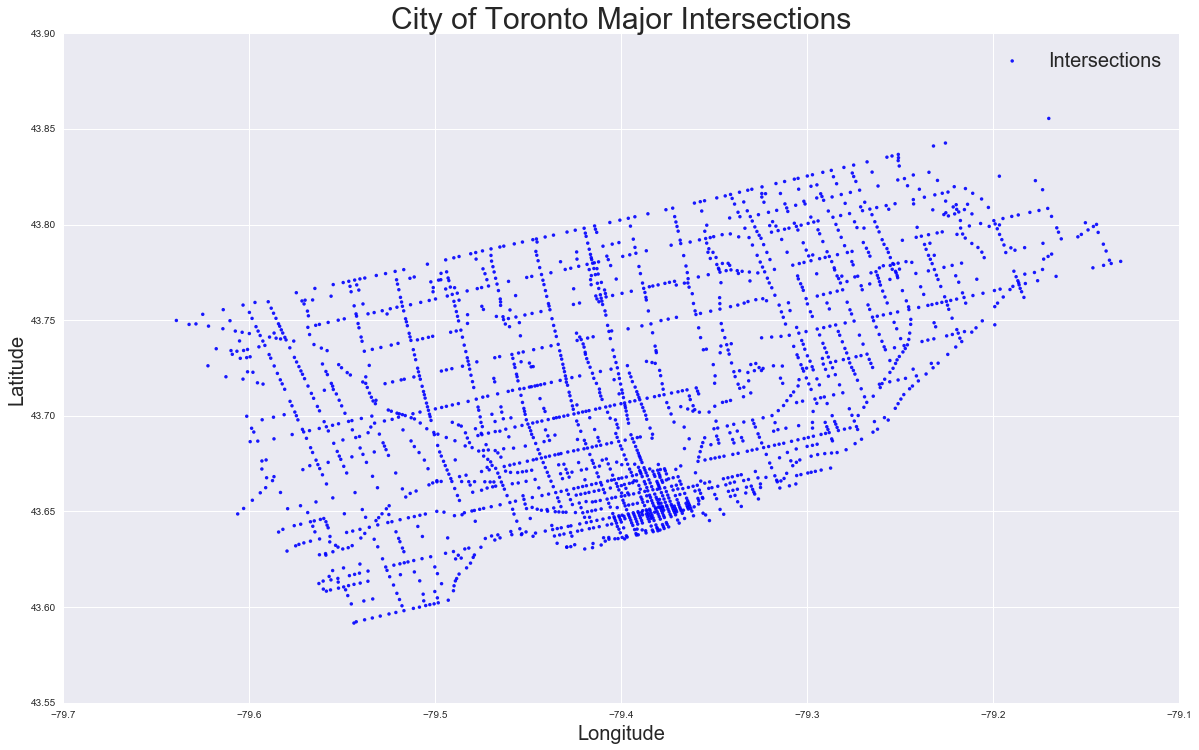 City of Toronto Major Intersections
43.90
Intersections
43.85
43.80
43.75
43.70
43.65
43.60
43.55
Latitude
−79.7 −79.6 −79.5 −79.4 −79.3 −79.2 −79.1
Longitude